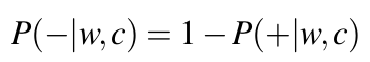 P(−|w,c) = 1 − P(+|w,c)